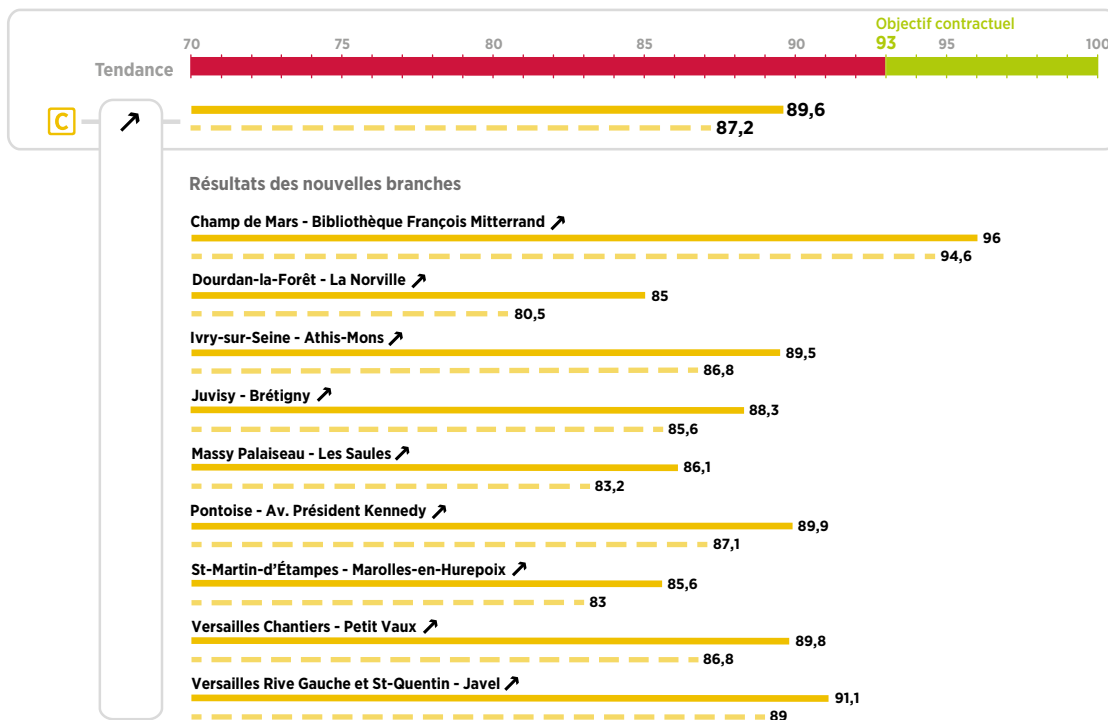 Objectif contractuel
70 75 80 85 90 93 95 100
Tendance
C 89,6
87,2
Résultats des nouvelles branches
Champ de Mars - Bibliothèque François Mitterrand
96
94,6
Dourdan-la-Forêt - La Norville
85
80,5
Ivry-sur-Seine - Athis-Mons
89,5
86,8
Juvisy - Brétigny
88,3
85,6
Massy Palaiseau - Les Saules
86,1
83,2
Pontoise - Av. Président Kennedy
89,9
87,1
St-Martin-d'Étampes - Marolles-en-Hurepoix
85,6
83
Versailles Chantiers - Petit Vaux
89,8
86,8
Versailles Rive Gauche et St-Quentin - Javel
91,1
89